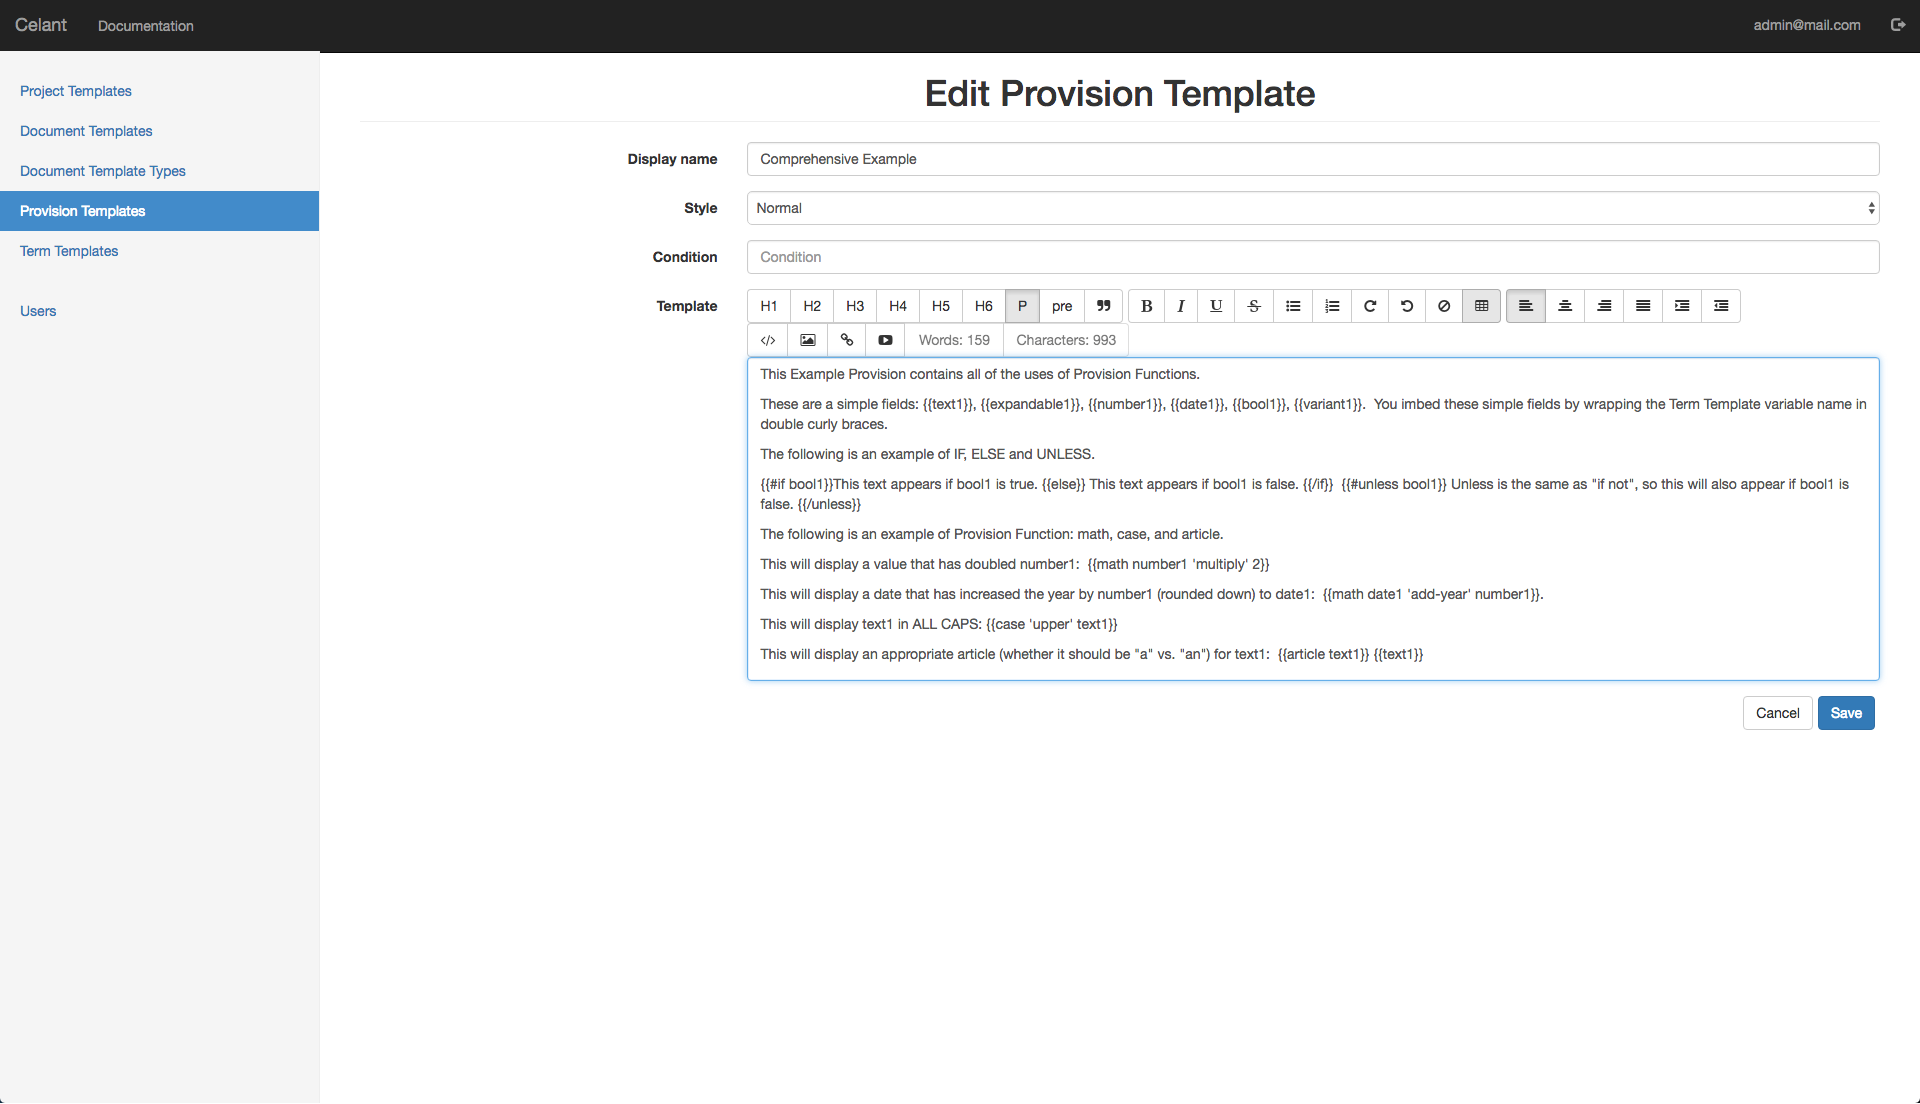 Celant Documentation admin@mail.com
Project Templates
Document Templates
Document Template Types
Provision Templates
Term Templates
Users
Edit Provision Template
Display name Comprehensive Example
Style Normal
Condition Condition
Template H1 H2 H3 H4 H5 H6 P pre B I U S
Words: 159 Characters: 993
This Example Provision contains all of the uses of Provision Functions.
These are a simple fields: {{text1}}, {{expandable1}}, {{number1}}, {{date1}}, {{bool1}}, {{variant1}}.  You imbed these simple fields by wrapping the Term Template variable name in
double curly braces.
The following is an example of IF, ELSE and UNLESS.
{{#if bool1}}This text appears if bool1 is true. {{else}} This text appears if bool1 is false. {{/if}}  {{#unless bool1}} Unless is the same as "if not", so this will also appear if bool1 is
false. {{/unless}}
The following is an example of Provision Function: math, case, and article.
This will display a value that has doubled number1:  {{math number1 'multiply' 2}}
This will display a date that has increased the year by number1 (rounded down) to date1:  {{math date1 'add-year' number1}}.
This will display text1 in ALL CAPS: {{case 'upper' text1}}
This will display an appropriate article (whether it should be "a" vs. "an") for text1:  {{article text1}} {{text1}}
Cancel Save